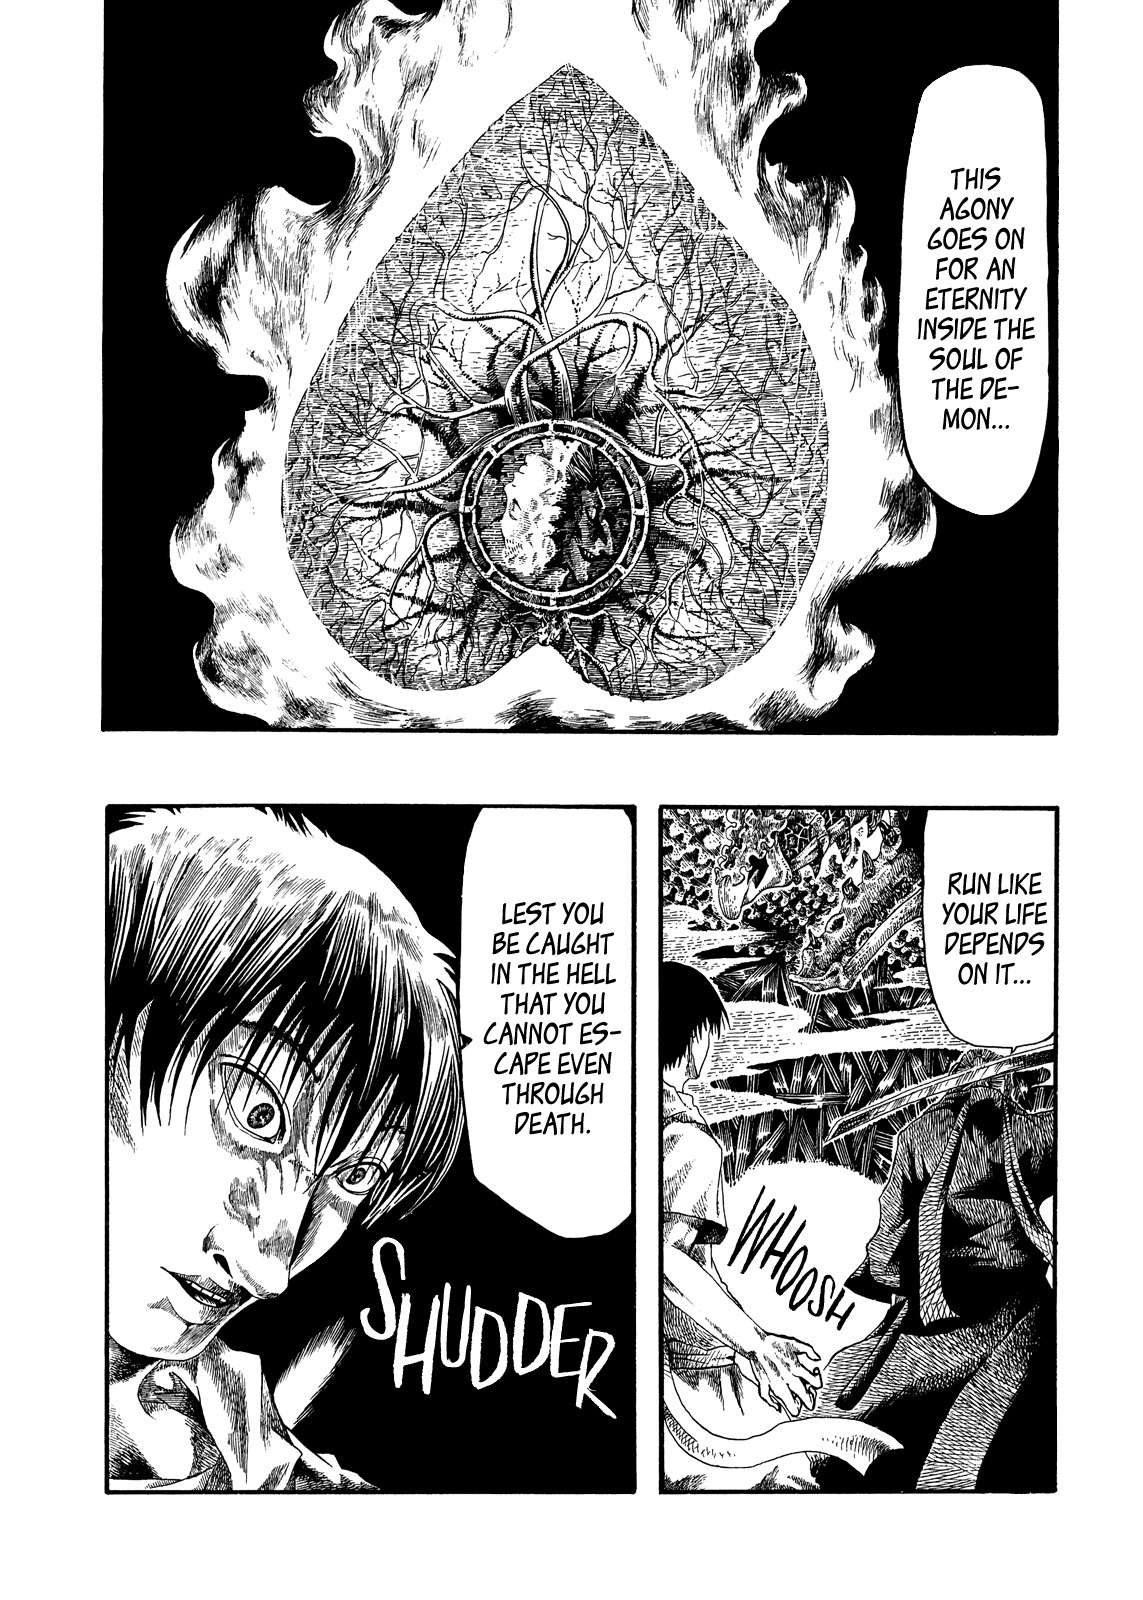 THIS
AGONY
GOES ON
FOR AN
ETERNITY
INSIDE THE
SOUL OF
THE DE-
MON...
RUN LIKE
YOUR LIFE
DEPENDS
ON IT...
WHOOSH
LEST YOU
BE CAUGHT
IN THE HELL
THAT YOU
CANNOT ES-
CAPE EVEN
THROUGH
DEATH.
SHUDDER